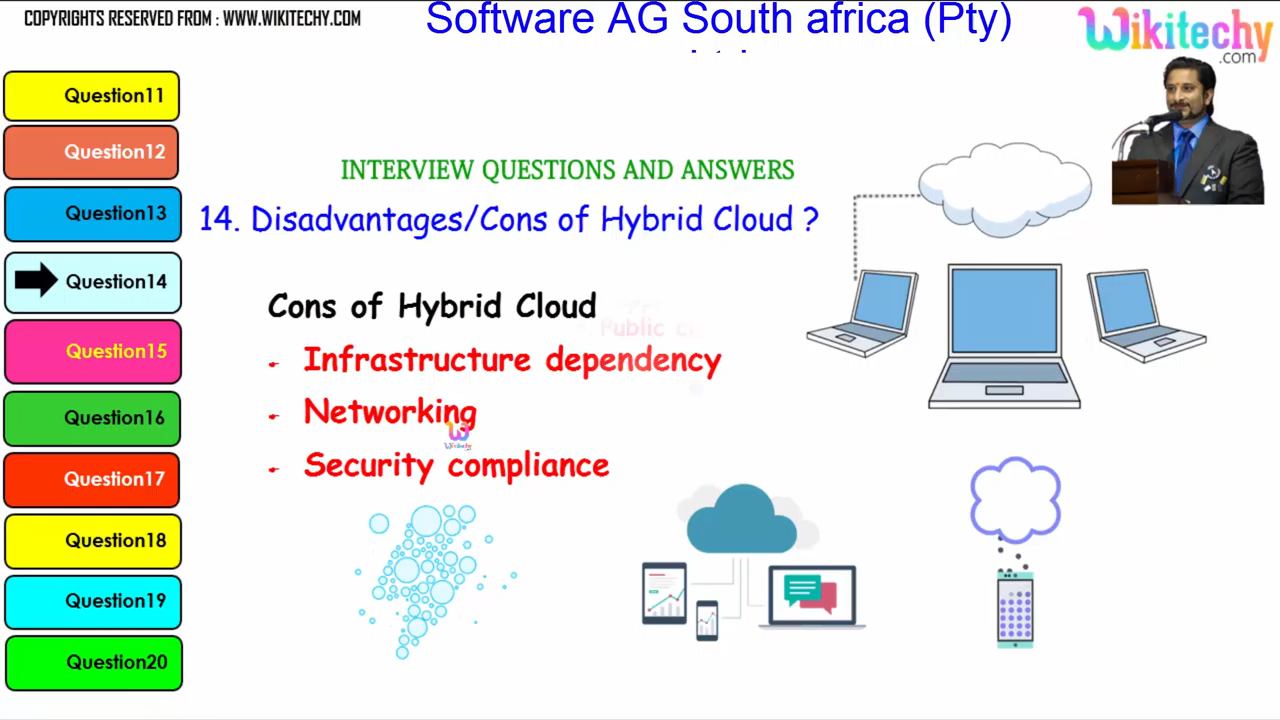 COPYRIGHTS RESERVED FROM : WWW.WIKITECHY.COM
Software AG South africa (Pty)
Wikitechy
.com
Question11
Question12
Question13
Question14
Question15
Question16
Question17
Question18
Question19
Question20
INTERVIEW QUESTIONS AND ANSWERS
14. Disadvantages/Cons of Hybrid Cloud ?
Cons of Hybrid Cloud
Public
- Infrastructure dependency
- Networking
Wikitechy
- Security compliance